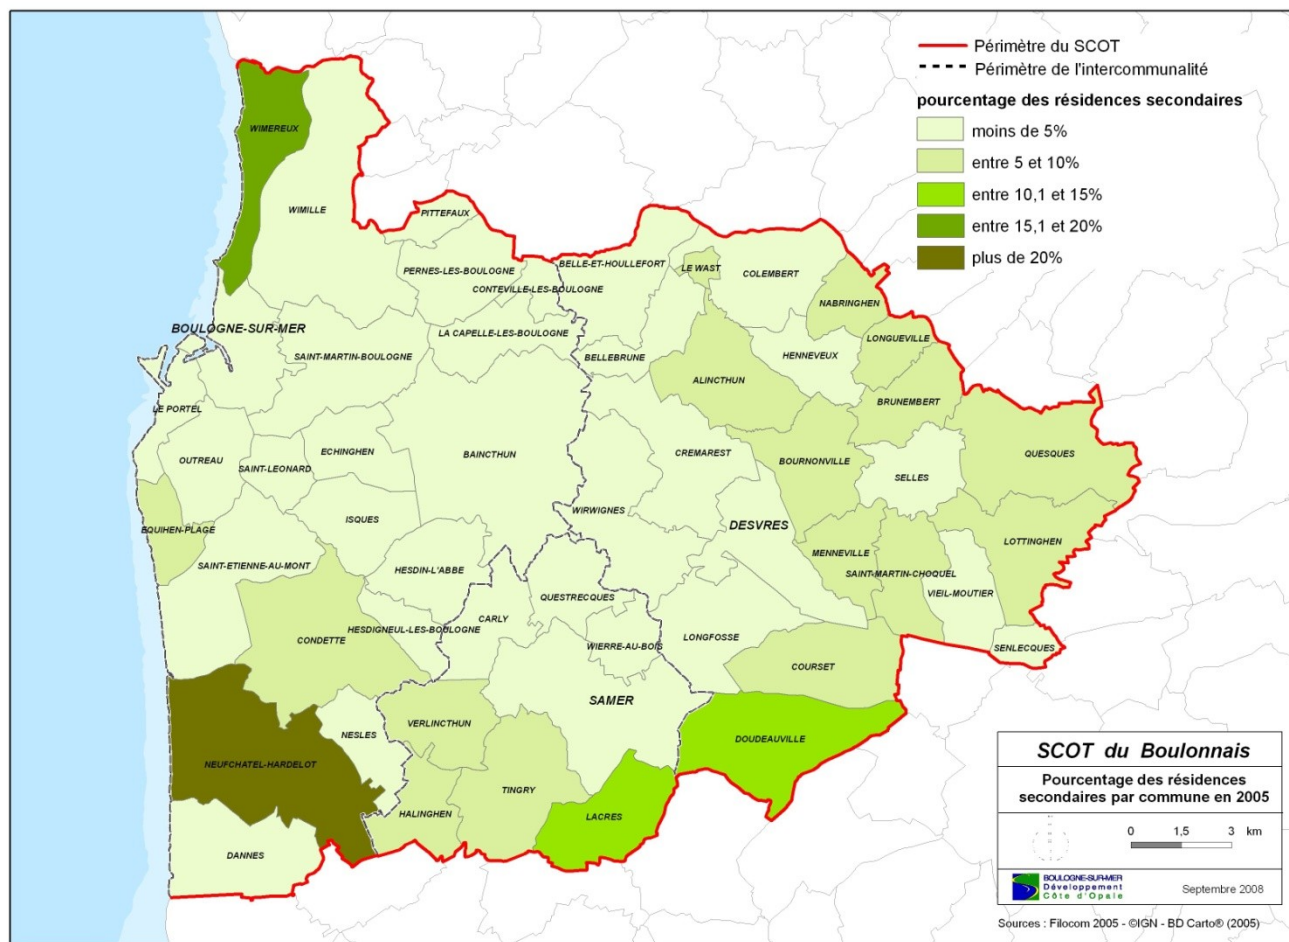 Périmètre du SCOT
Périmètre de l'intercommunalité
pourcentage des résidences secondaires
moins de 5%
entre 5 et 10%
entre 10,1 et 15%
entre 15,1 et 20%
plus de 20%
WIMEREUX
WIMILLE
PITTEFAUX
PERNES-LES-BOULOGNE
CONTEVILLE-LES-BOULOGNE
BELLE-ET-HOULLEFORT
LE WAST
COLEMBERT
NABRINGHEN
BOULOGNE-SUR-MER
SAINT-MARTIN-BOULOGNE
LA CAPELLE-LES-BOULOGNE
BELLEBRUNE
HENNEVEUX
LONGUEVILLE
ALINCTHUN
BRUNEMBERT
LE PORTEL
OUTREAU
SAINT-LEONARD
ECHINGHEN
BAINCTHUN
CREMAREST
BOURNONVILLE
SELLES
QUESQUES
EQUIHEN-PLAGE
ISQUES
WIRWIGNES
DESVRES
LOTTINGHEN
MENNEVILLE
SAINT-ETIENNE-AU-MONT
HESDIN-L'ABBE
SAINT-MARTIN-CHOQUEL
VIEIL-MOUTIER
QUESTRECQUES
CARLY
CONDETTE
HESDIGNEUL-LES-BOULOGNE
WIERRE-AU-BOIS
LONGFOSSE
SENLECQUES
COURSET
SAMER
VERLINCTHUN
NESLES
DOUDEAUVILLE
NEUFCHATEL-HARDELOT
TINGRY
HALINGHEN
LACRES
DANNES
SCOT du Boulonnais
Pourcentage des résidences
secondaires par commune en 2005
0 1,5 3 km
BOULOGNE-SUR-MER
Développement
Côte d'Opale
Septembre 2008
Sources : Filocom 2005 - ©IGN - BD Carto® (2005)